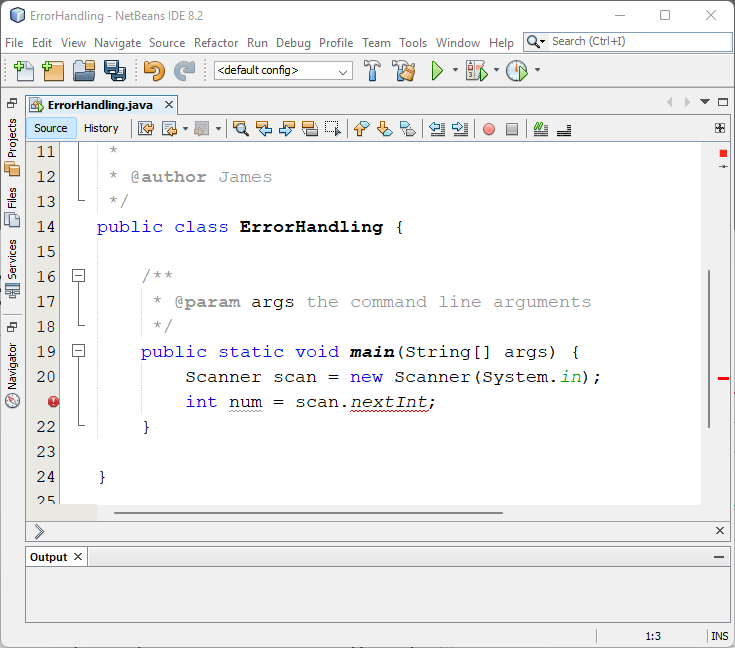 ErrorHandling - NetBeans IDE 8.2
File Edit View Navigate Source Refactor Run Debug Profile Team Tools Window Help Search (Ctrl+I)
<default config>
ErrorHandling.java
Source History
Projects
Files
Services
Navigator
11 *
12 * @author James
13 */
14 public class ErrorHandling {
15
16 /**
17 * @param args the command line arguments
18 */
19 public static void main(String[] args) {
20 Scanner scan = new Scanner(System.in);
int num = scan.nextInt;
22 }
23
24 }
25
Output
1:3 INS